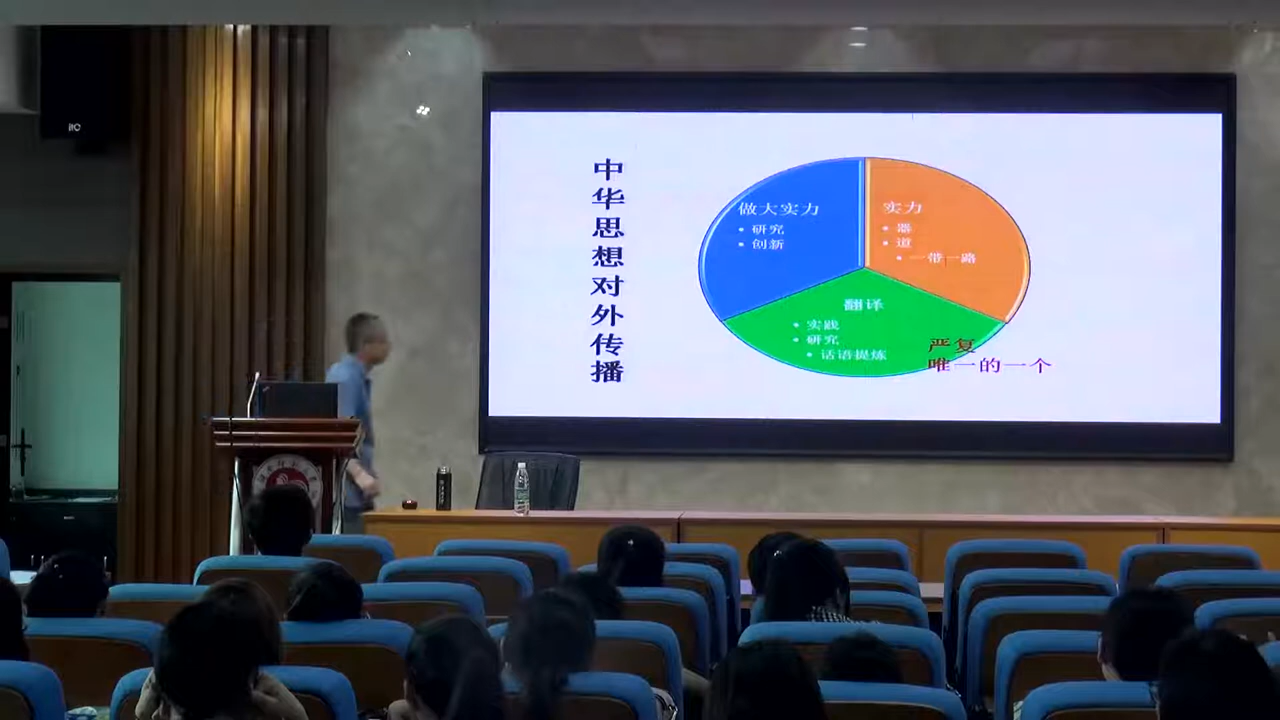 中华思想对外传播
做大实力
• 研究
• 创新
实力
• 器
• 道
• 一带一路
翻译
• 实践
• 研究
• 话语提炼
严复
唯一的一个